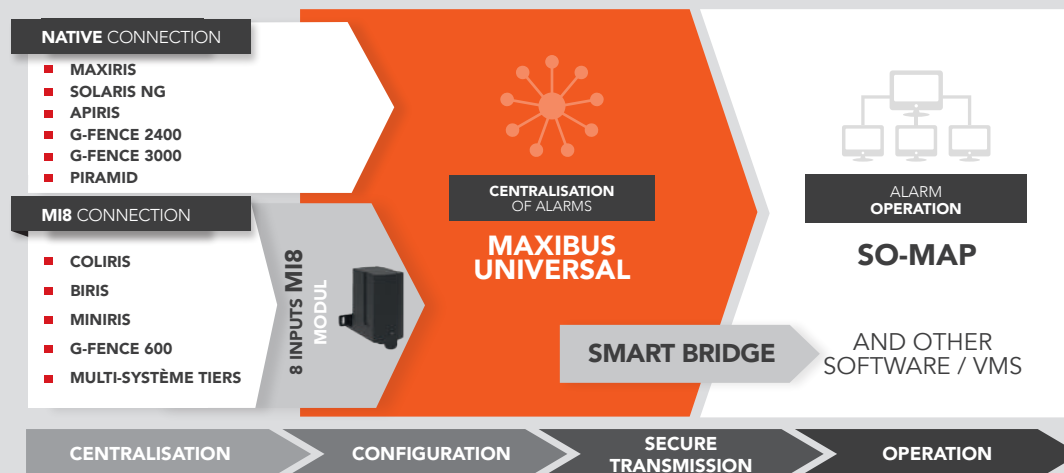 NATIVE CONNECTION
MAXIRIS
SOLARIS NG
APIRIS
G-FENCE 2400
G-FENCE 3000
PIRAMID
MI8 CONNECTION
COLIRIS
BIRIS
MINIRIS
G-FENCE 600
MULTI-SYSTÈME TIERS
8 INPUTS MI8
MODUL
CENTRALISATION
OF ALARMS
MAXIBUS
UNIVERSAL
SMART BRIDGE
ALARM
OPERATION
SO-MAP
AND OTHER
SOFTWARE / VMS
CENTRALISATION
CONFIGURATION
SECURE
TRANSMISSION
OPERATION